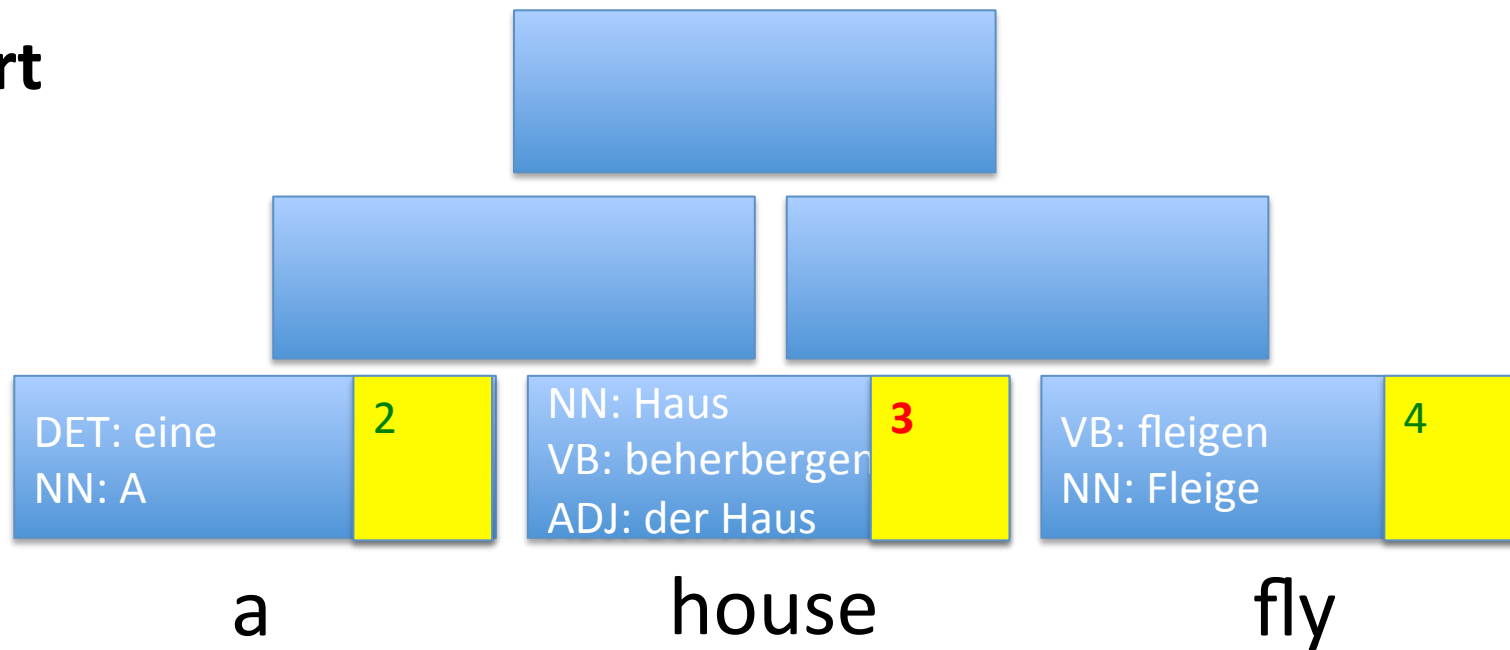 rt
DET: eine
NN: A
2
NN: Haus
VB: beherbergen
ADJ: der Haus
3
VB: fleigen
NN: Fleige
4
a
house
fly